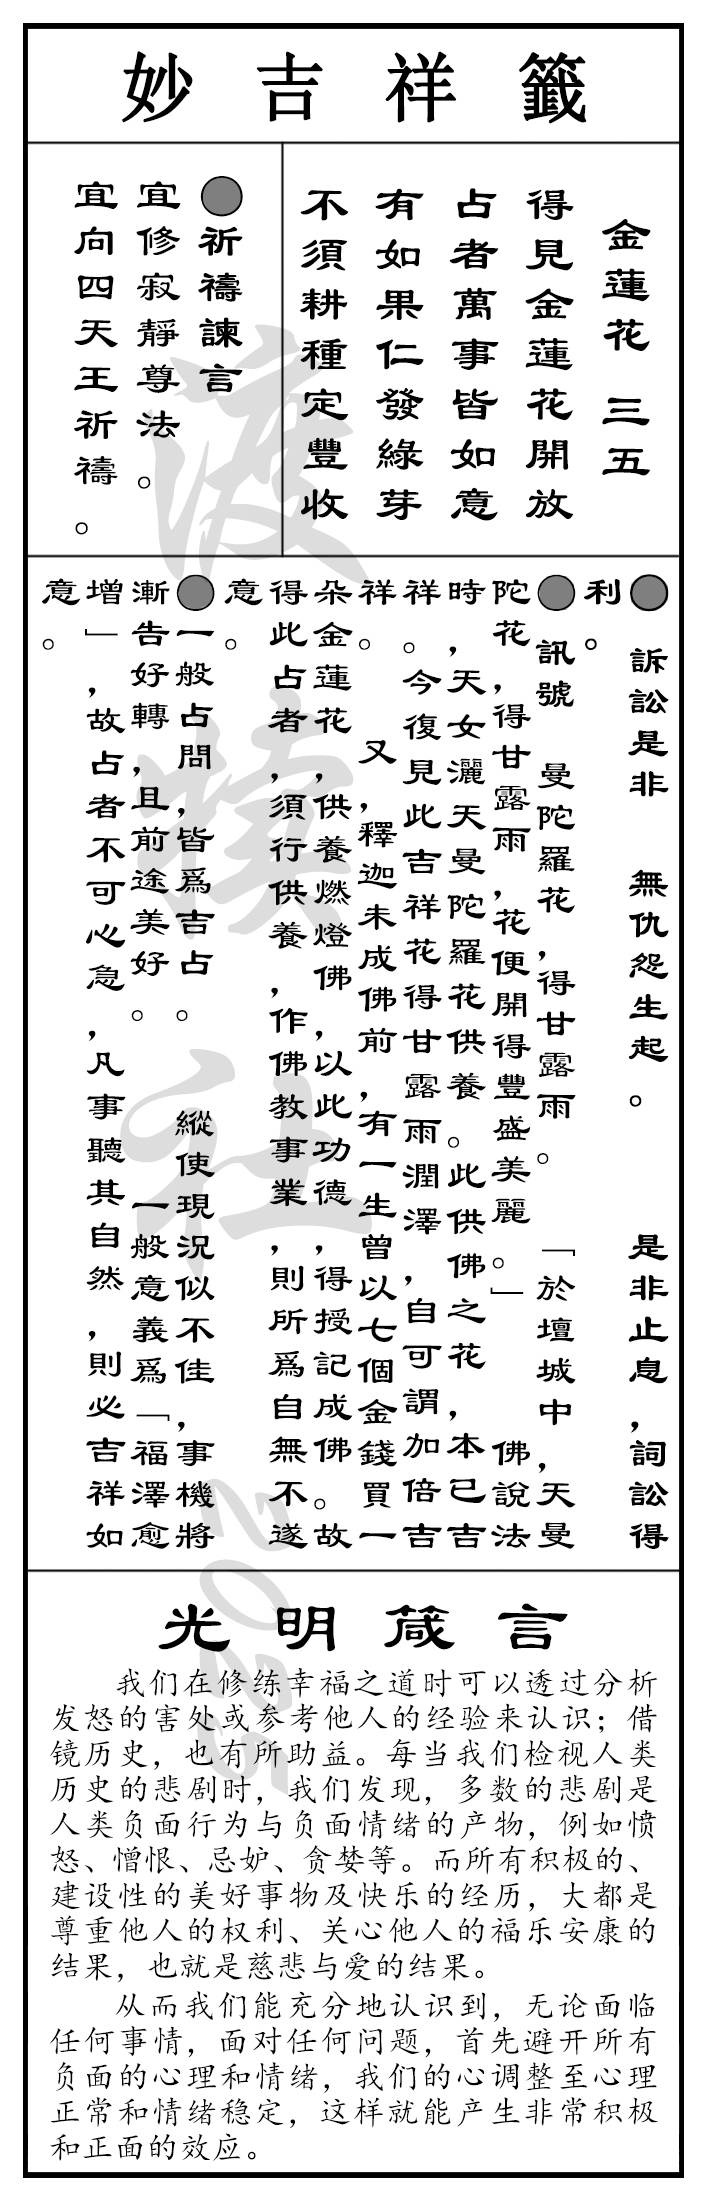 妙吉祥籤
金蓮花 三五
得見金蓮花開放
占者萬事皆如意
有如果仁發綠芽
不須耕種定豐收
●祈禱諫言
宜修寂靜尊法。
宜向四天王祈禱。
● 訴訟是非 無仇怨生起。 是非止息，詞訟得
利。
● 訊號 曼陀羅花，得甘露雨。 「於壇城中，天曼
陀花，得甘露雨，花便開得豐盛美麗。」 佛說法
時，天女灑天曼陀羅花供養。此供佛之花，本已吉
祥。今復見此吉祥花得甘露雨潤澤，自可謂加倍吉
祥。 又，釋迦未成佛前，有一生曾以七個金錢買一
朵金蓮花，供養燃燈佛，以此功德，得授記成佛。故
得此占者，須行供養，作佛教事業，則所爲自無不遂
意。
●一般占問，皆爲吉占。 縱使現況似不佳，事機將
漸告好轉，且前途美好。 一般意義爲「福澤愈
增」，故占者不可心急，凡事聽其自然，則必吉祥如
意。
光明箴言
我们在修练幸福之道时可以透过分析
发怒的害处或参考他人的经验来认识；借
镜历史，也有所助益。每当我们检视人类
历史的悲剧时，我们发现，多数的悲剧是
人类负面行为与负面情绪的产物，例如愤
怒、憎恨、忌妒、贪婪等。而所有积极的、
建设性的美好事物及快乐的经历，大都是
尊重他人的权利、关心他人的福乐安康的
结果，也就是慈悲与爱的结果。
从而我们能充分地认识到，无论面临
任何事情，面对任何问题，首先避开所有
负面的心理和情绪，我们的心调整至心理
正常和情绪稳定，这样就能产生非常积极
和正面的效应。
渡犊社 2025